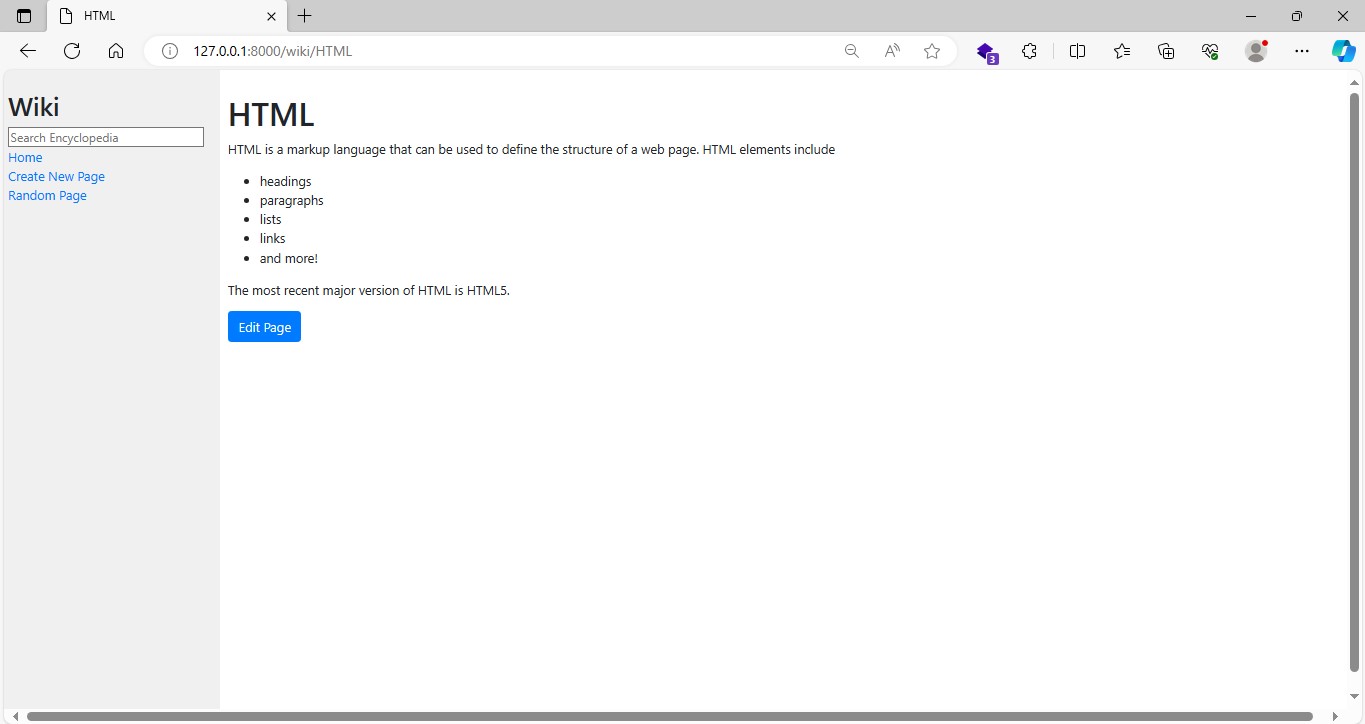 HTML
127.0.0.1:8000/wiki/HTML
3
Wiki
Search Encyclopedia
Home
Create New Page
Random Page
HTML
HTML is a markup language that can be used to define the structure of a web page. HTML elements include
headings
paragraphs
lists
links
and more!
The most recent major version of HTML is HTML5.
Edit Page